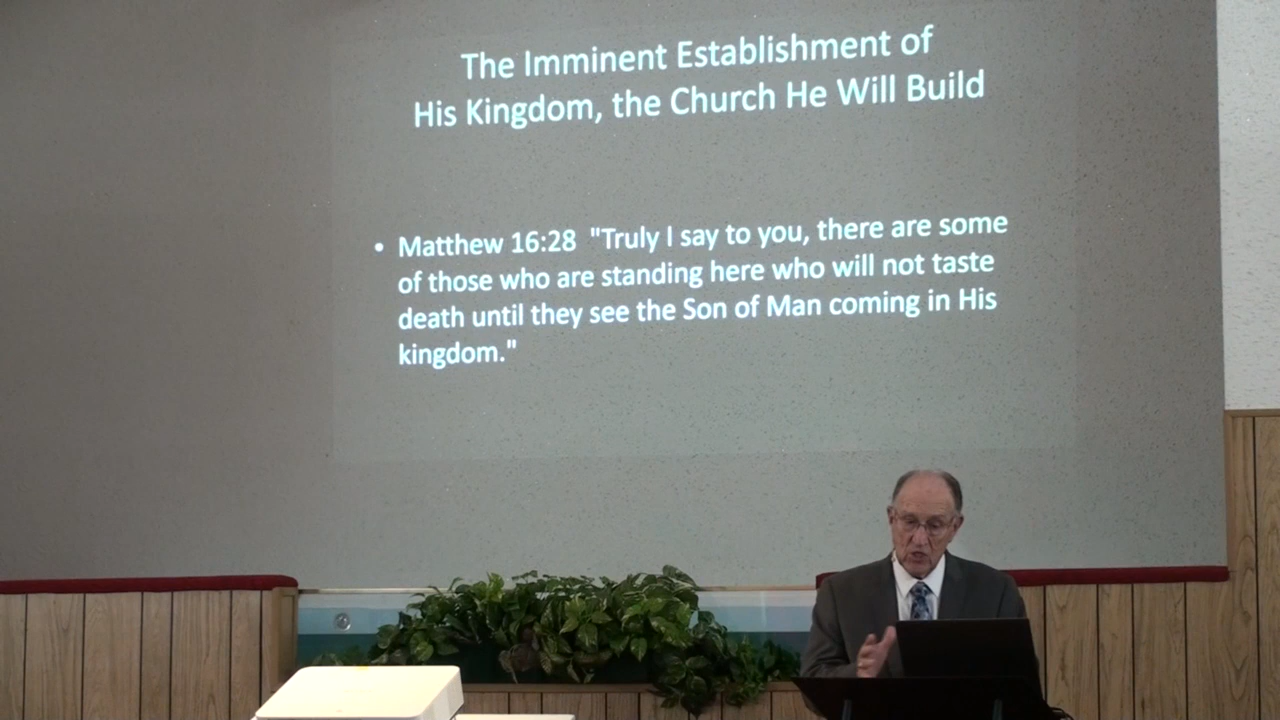 The Imminent Establishment of
His Kingdom, the Church He Will Build
• Matthew 16:28 "Truly I say to you, there are some
of those who are standing here who will not taste
death until they see the Son of Man coming in His
kingdom."